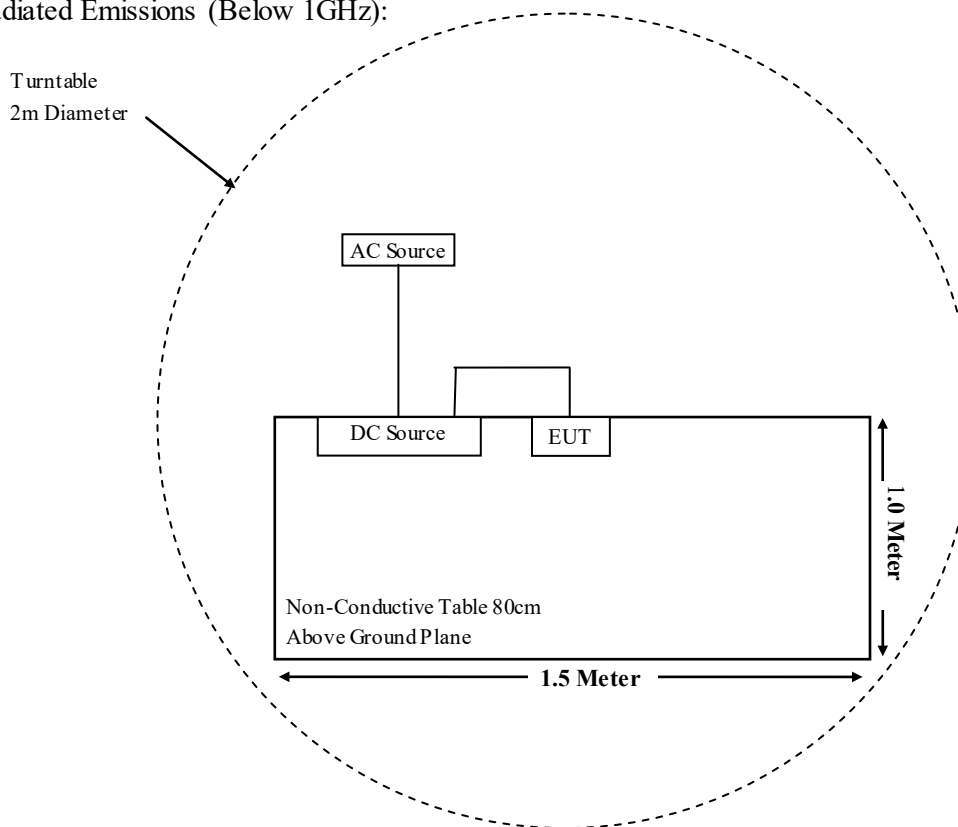 diated Emissions (Below 1GHz):
Turntable
2m Diameter
AC Source
DC Source
EUT
1.0 Meter
Non-Conductive Table 80cm
Above Ground Plane
1.5 Meter